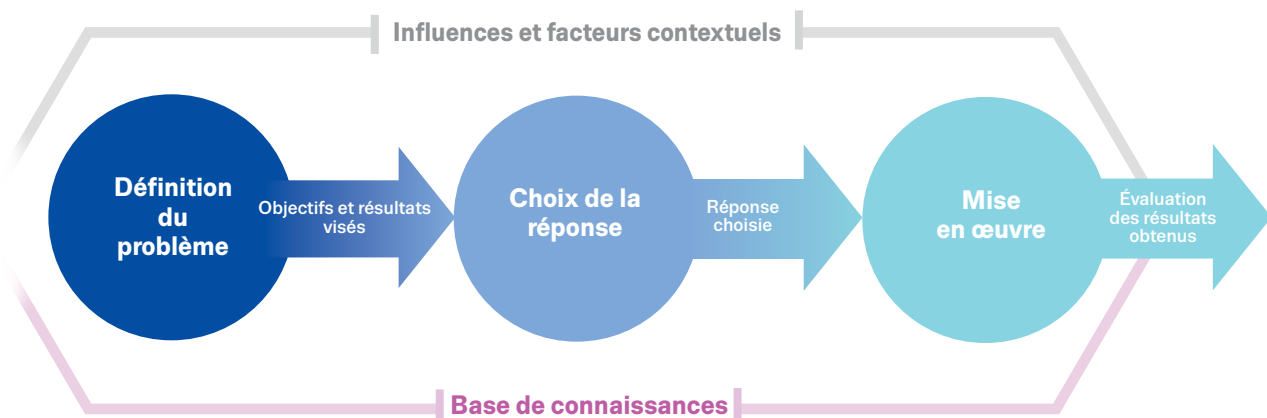 Influences et facteurs contextuels
Définition
du
problème
Objectifs et résultats
visés
Choix de la
réponse
Réponse
choisie
Mise
en œuvre
Évaluation
des résultats
obtenus
Base de connaissances